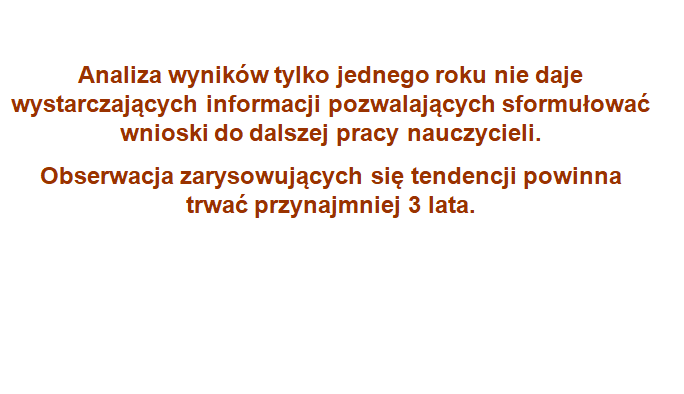 Analiza wyników tylko jednego roku nie daje
wystarczających informacji pozwalających sformułować
wnioski do dalszej pracy nauczycieli.
Obserwacja zarysowujących się tendencji powinna
trwać przynajmniej 3 lata.